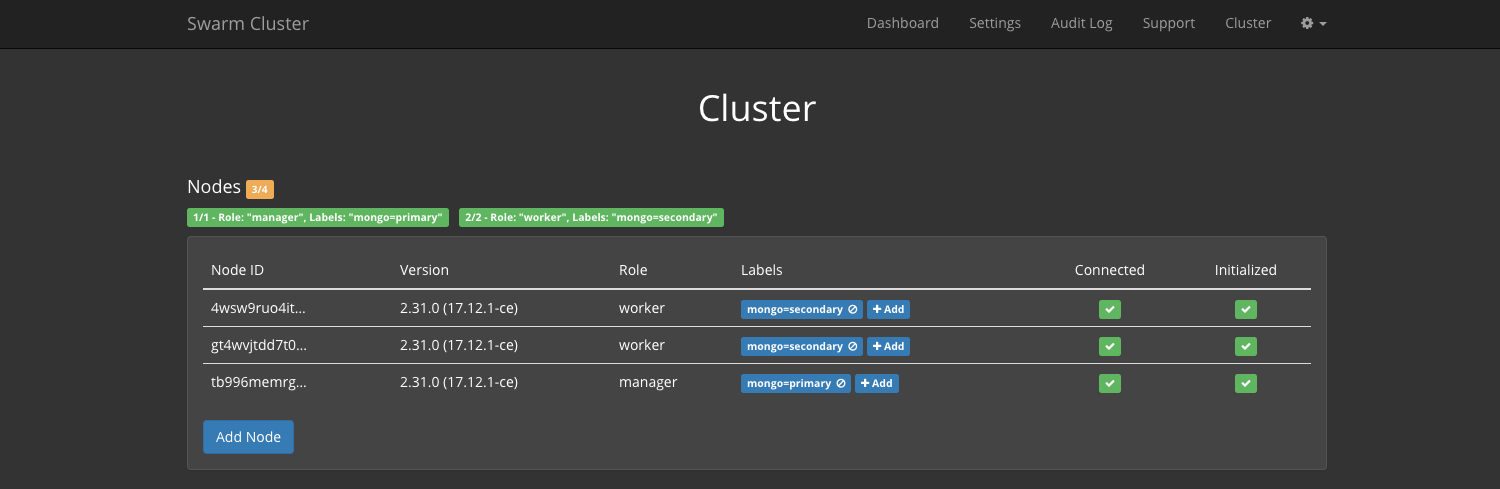 Swarm Cluster Dashboard Settings Audit Log Support Cluster
Cluster
Nodes 3/4
1/1 - Role: "manager", Labels: "mongo=primary" 2/2 - Role: "worker", Labels: "mongo=secondary"
Node ID Version Role Labels Connected Initialized
4wsw9ruo4it... 2.31.0 (17.12.1-ce) worker mongo=secondary Add
gt4wvjtdd7t0... 2.31.0 (17.12.1-ce) worker mongo=secondary Add
tb996memrg... 2.31.0 (17.12.1-ce) manager mongo=primary Add
Add Node